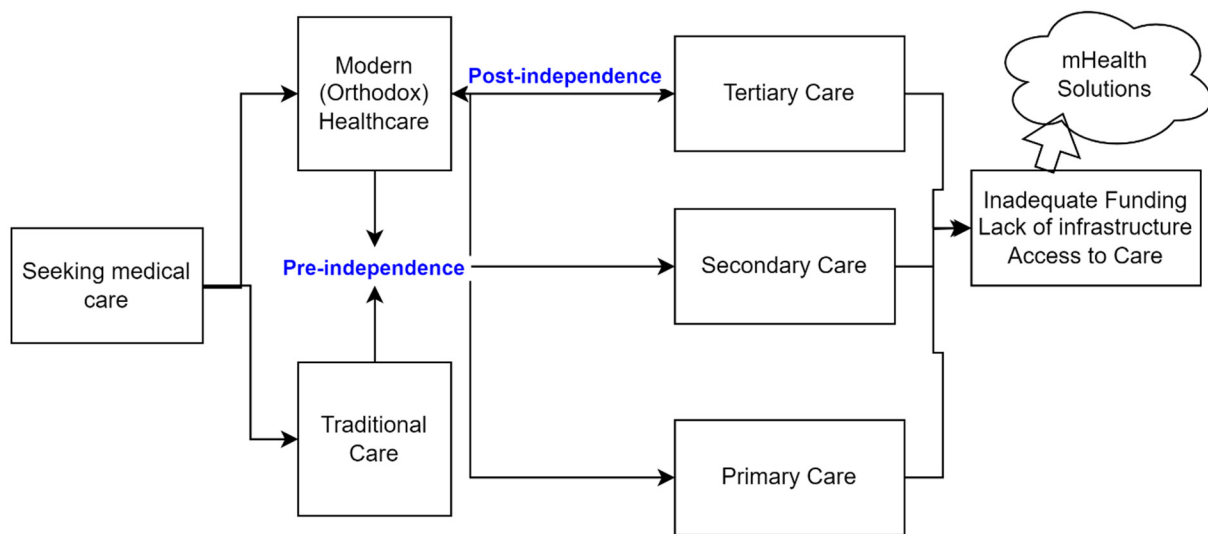 Seeking medical
care
Modern
(Orthodox)
Healthcare
Pre-independence
Traditional
Care
Post-independence
Tertiary Care
Secondary Care
Primary Care
mHealth
Solutions
Inadequate Funding
Lack of infrastructure
Access to Care